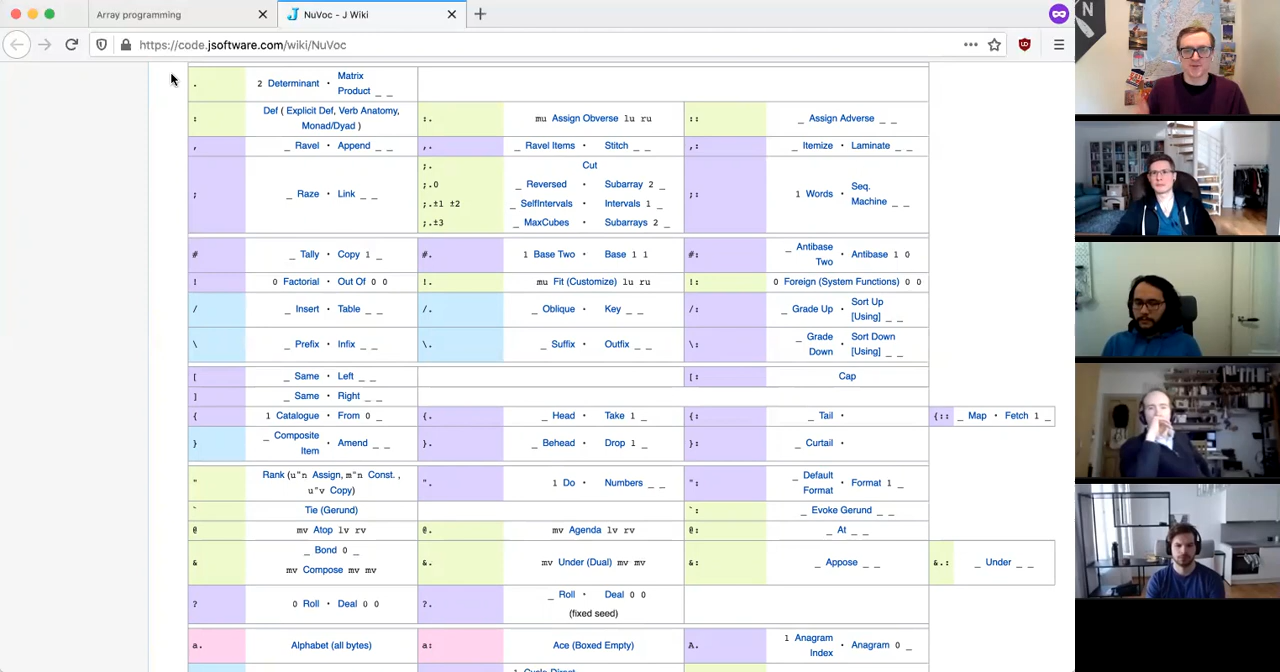 Array programming
NuVoc - J Wiki
https://code.jsoftware.com/wiki/NuVoc
. 2 Determinant • Matrix Product _ _
: Def ( Explicit Def, Verb Anatomy, Monad/Dyad ) :. mu Assign Obverse lu ru :: _ Assign Adverse _ _
, _ Ravel • Append _ _ ,. _ Ravel Items • Stitch _ _ ,: _ Itemize • Laminate _ _
; _ Raze • Link _ _ ;. Cut ;: 1 Words • Seq. Machine _ _
;.0 _ Reversed • Subarray 2 _
;.±1 ±2 _ SelfIntervals • Intervals 1 _
;.±3 _ MaxCubes • Subarrays 2 _
# _ Tally • Copy 1 _ #. 1 Base Two • Base 1 1 #: _ Antibase Two • Antibase 1 0
! 0 Factorial • Out Of 0 0 !. mu Fit (Customize) lu ru !: 0 Foreign (System Functions) 0 0
/ _ Insert • Table _ _ /. _ Oblique • Key _ _ /: _ Grade Up • Sort Up [Using] _ _
\ _ Prefix • Infix _ _ \. _ Suffix • Outfix _ _ \: _ Grade Down • Sort Down [Using] _ _
[ _ Same • Left _ _ [: Cap
] _ Same • Right _ _
{ 1 Catalogue • From 0 _ {. _ Head • Take 1 _ {: _ Tail • {:: _ Map • Fetch 1 _
} _ Composite Item • Amend _ _ }. _ Behead • Drop 1 _ }: _ Curtail •
" Rank (u"n Assign, m"n Const. , u"v Copy) ". 1 Do • Numbers _ _ ": _ Default Format • Format 1 _
` Tie (Gerund) `: _ Evoke Gerund _ _
@ mv Atop lv rv @. mv Agenda lv rv @: _ At _ _
& _ Bond 0 _ mv Compose mv mv &. mv Under (Dual) mv mv &: _ Appose _ _ &.: _ Under _ _
? 0 Roll • Deal 0 0 ?. _ Roll • Deal 0 0 (fixed seed)
a. Alphabet (all bytes) a: Ace (Boxed Empty) A. 1 Anagram Index • Anagram 0 _
1 Cycle-Direct
N